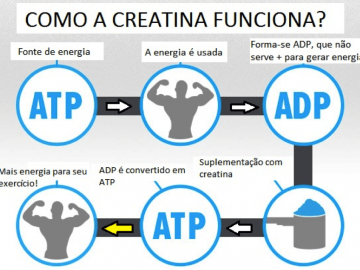 COMO A CREATINA FUNCIONA?
Fonte de energia
A energia é usada
Forma-se ADP, que não
serve + para gerar energia
ATP
ADP
Mais energia para seu
exercício!
ADP é convertido em
ATP
Suplementação com
creatina
ATP